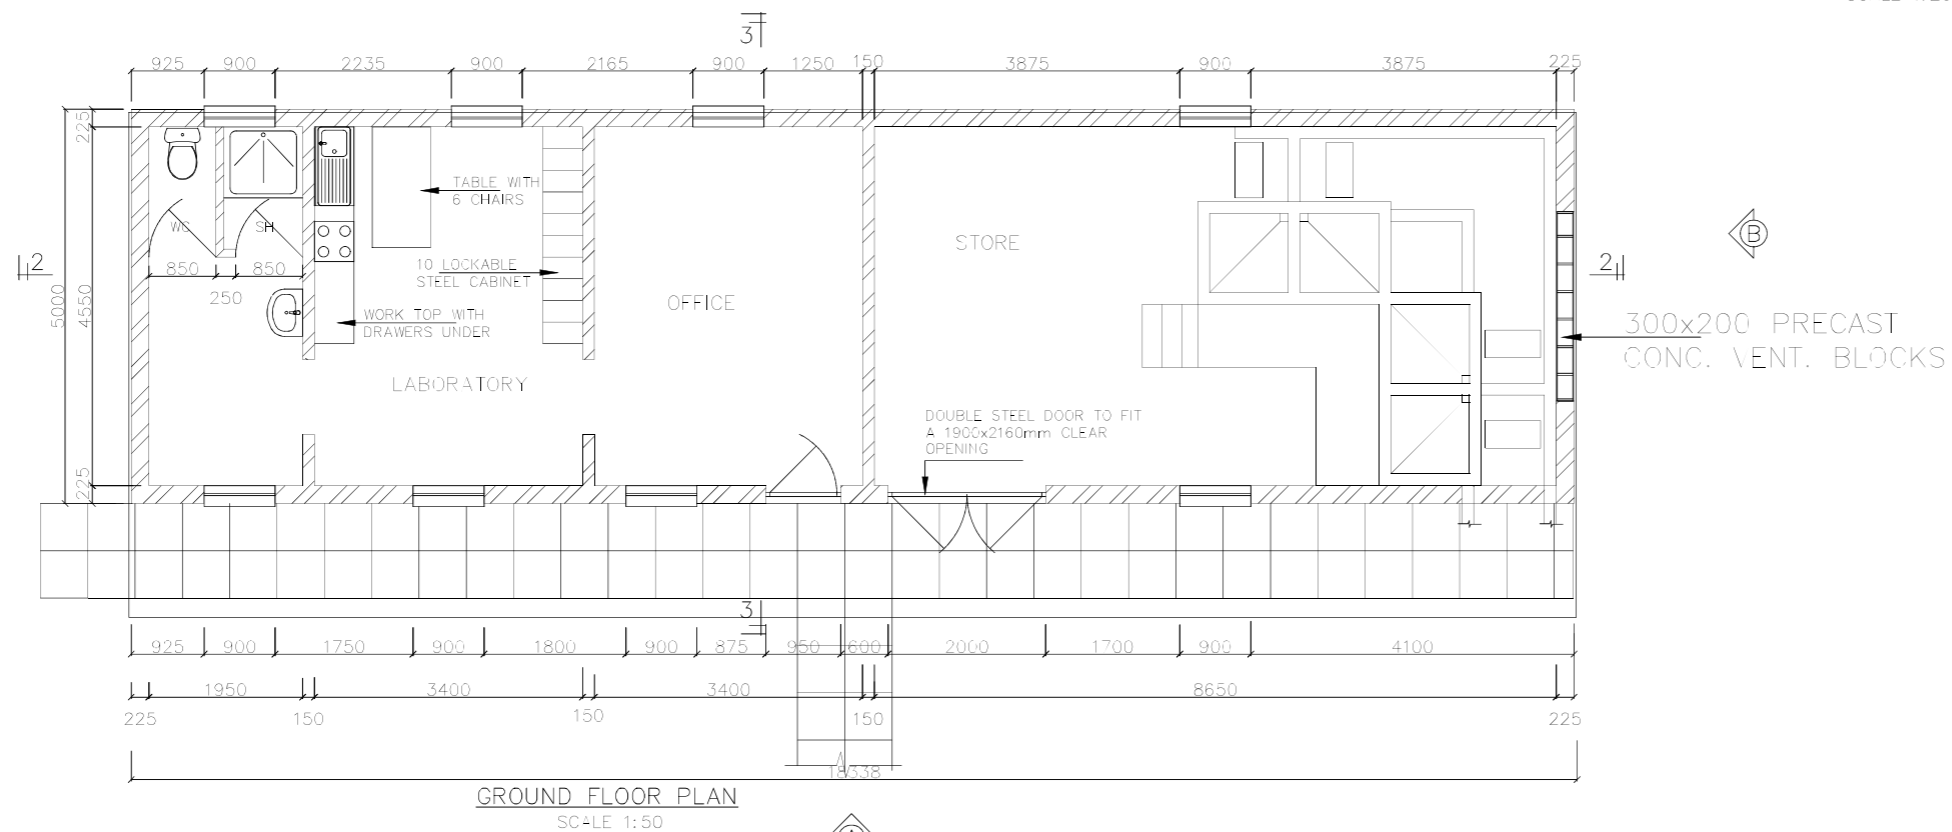 3
925 900 2235 900 2165 900 1250 150 3875 900 3875 225
225
TABLE WITH
6 CHAIRS
WC SH
STORE
B
2
850 850
10 LOCKABLE
STEEL CABINET
2
250
5000 4550
OFFICE
WORK TOP WITH
DRAWERS UNDER
300x200 PRECAST
CONC. VENT. BLOCKS
LABORATORY
DOUBLE STEEL DOOR TO FIT
A 1900x2160mm CLEAR
OPENING
225
3
925 900 1750 900 1800 900 875 950 600 2000 1700 900 4100
1950 3400 3400 8650
225 150 150 150 225
GROUND FLOOR PLAN
SCALE 1:50